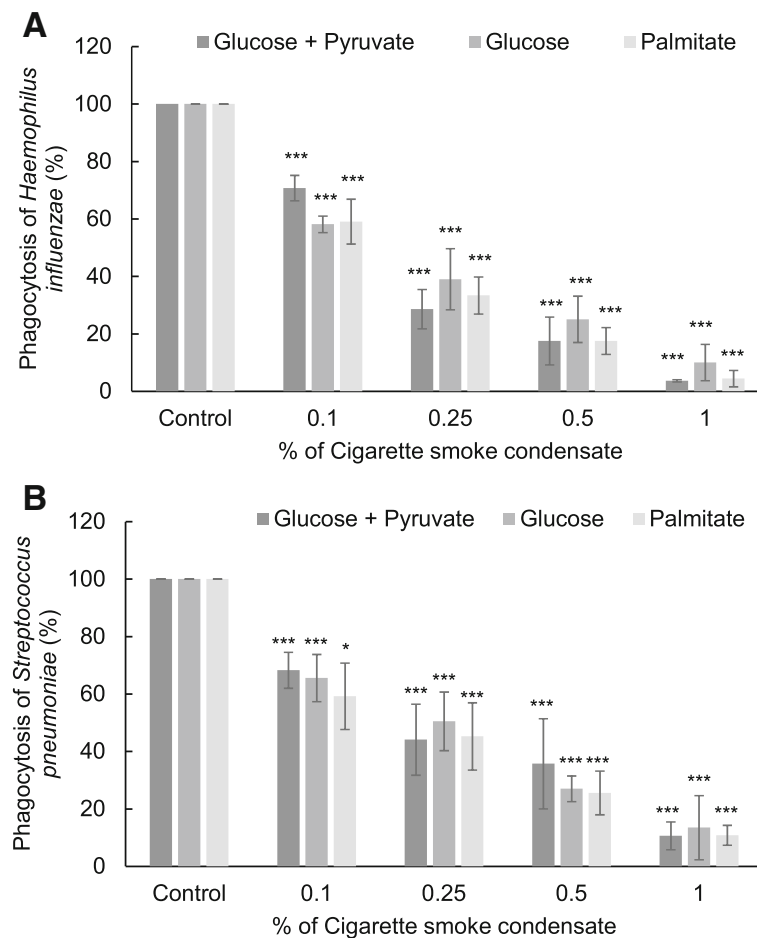 A
Glucose + Pyruvate Glucose Palmitate
Phagocytosis of Haemophilus
influenzae (%)
120
100
80
60
40
20
0
*** *** ***
*** *** ***
*** *** ***
*** *** ***
Control 0.1 0.25 0.5 1
% of Cigarette smoke condensate
B
Glucose + Pyruvate Glucose Palmitate
Phagocytosis of Streptococcus
pneumoniae (%)
120
100
80
60
40
20
0
*** *** *
*** *** ***
*** *** ***
*** *** ***
Control 0.1 0.25 0.5 1
% of Cigarette smoke condensate